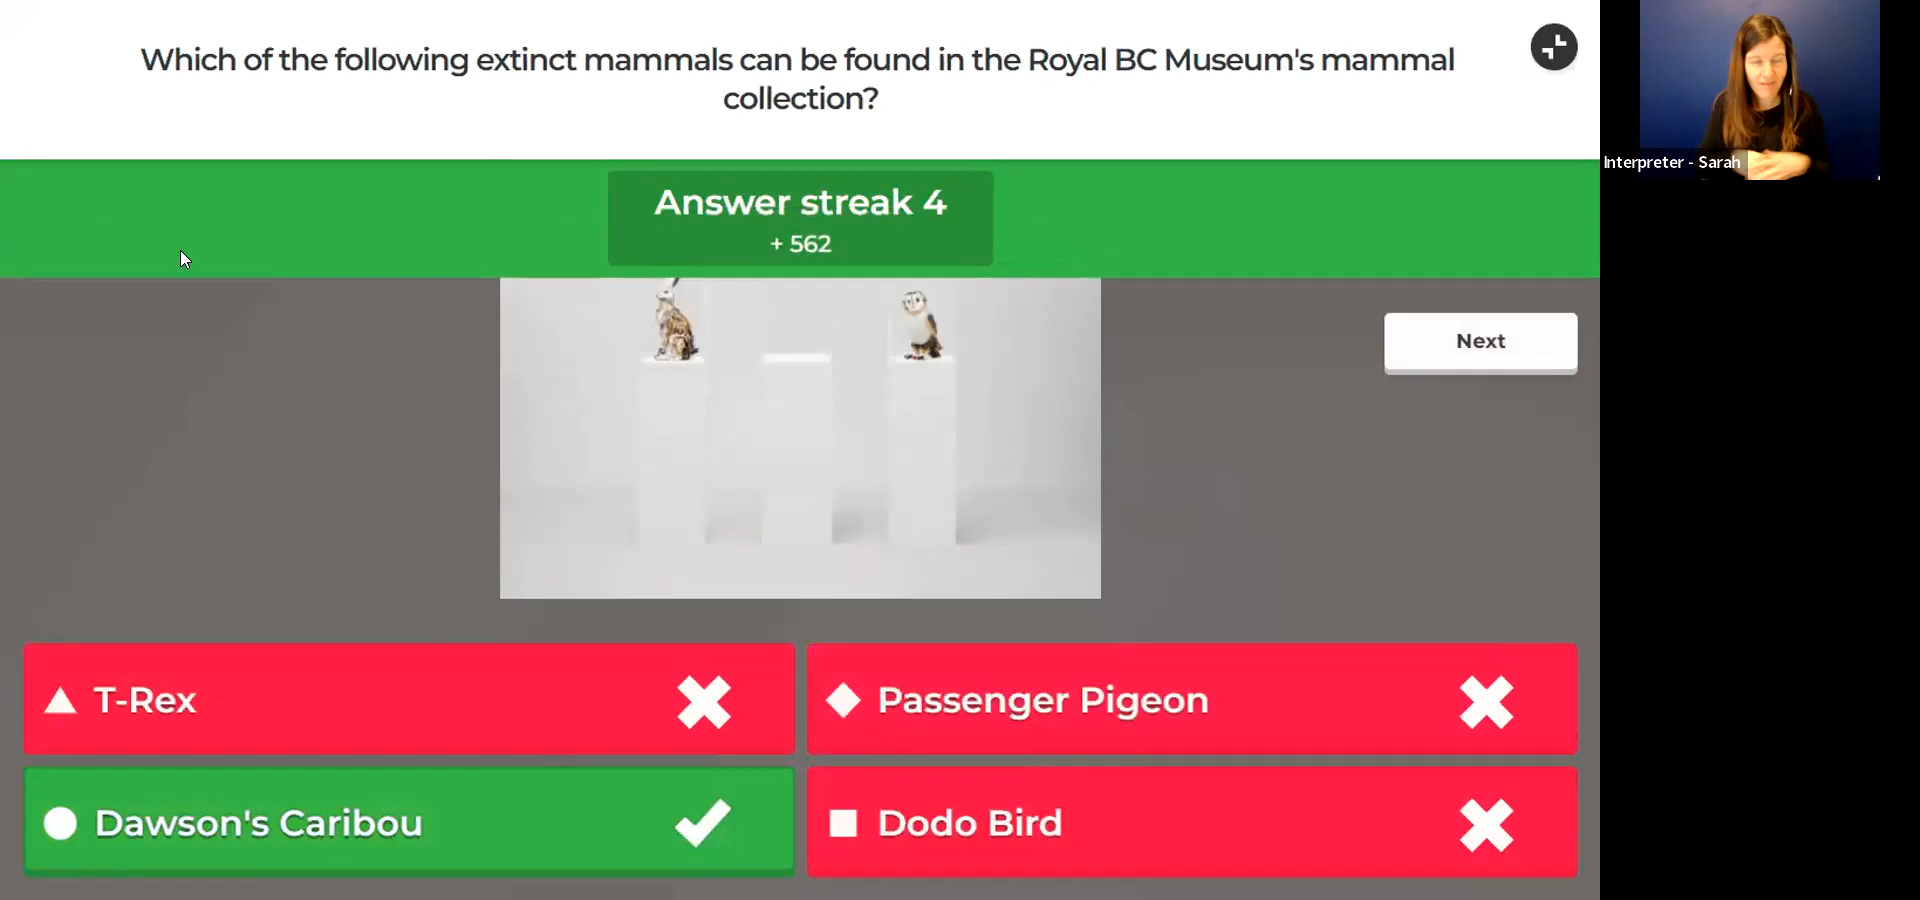 Which of the following extinct mammals can be found in the Royal BC Museum's mammal
collection?
Interpreter - Sarah
Answer streak 4
+ 562
Next
T-Rex
Passenger Pigeon
Dawson's Caribou
Dodo Bird